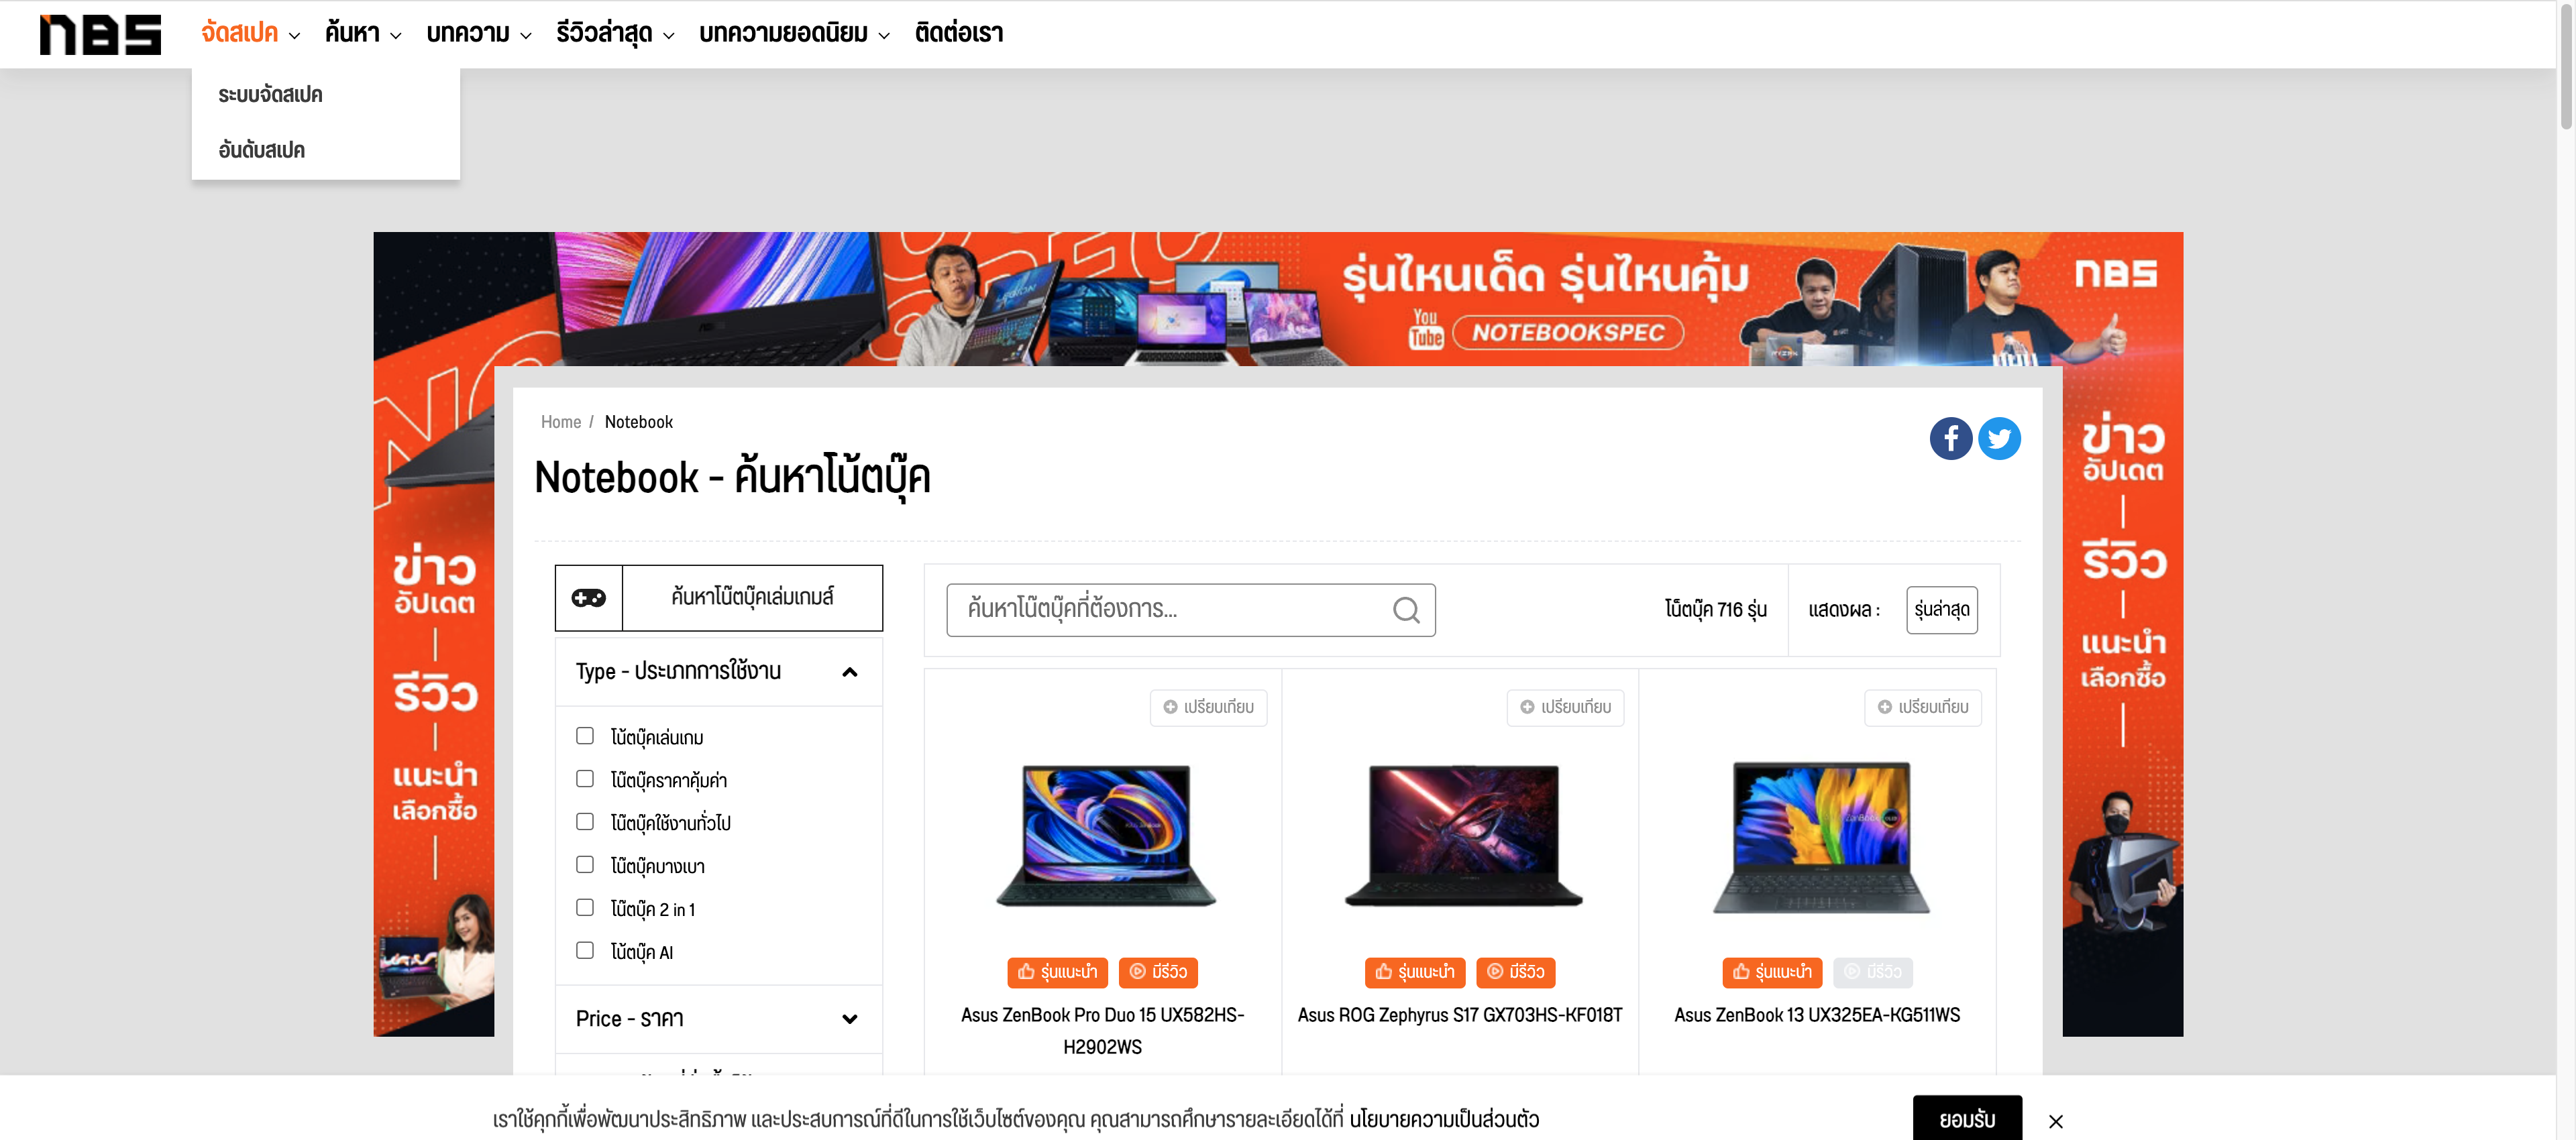 nBS จัดสเปค ค้นหา บทความ รีวิวล่าสุด บทความยอดนิยม ติดต่อเรา
ระบบจัดสเปค
อันดับสเปค
รุ่นไหนเด็ด รุ่นไหนคุ้ม
You Tube NOTEBOOKSPEC
nBS
LEGION
RYZEN
ข่าว
อัปเดต
รีวิว
แนะนำ
เลือกซื้อ
Home / Notebook
Notebook - ค้นหาโน้ตบุ๊ค
ค้นหาโน๊ตบุ๊คเล่มเกมส์
Type - ประเภทการใช้งาน
โน้ตบุ๊คเล่นเกม
โน๊ตบุ๊คราคาคุ้มค่า
โน๊ตบุ๊คใช้งานทั่วไป
โน๊ตบุ๊คบางเบา
โน๊ตบุ๊ค 2 in 1
โน้ตบุ๊ค AI
Price - ราคา
ค้นหาโน๊ตบุ๊คที่ต้องการ...
โน็ตบุ๊ค 716 รุ่น
แสดงผล :
รุ่นล่าสุด
เปรียบเทียบ
รุ่นแนะนำ มีรีวิว
Asus ZenBook Pro Duo 15 UX582HS-
H2902WS
เปรียบเทียบ
รุ่นแนะนำ มีรีวิว
Asus ROG Zephyrus S17 GX703HS-KF018T
เปรียบเทียบ
รุ่นแนะนำ มีรีวิว
Asus ZenBook 13 UX325EA-KG511WS
ข่าว
อัปเดต
รีวิว
แนะนำ
เลือกซื้อ
เราใช้คุกกี้เพื่อพัฒนาประสิทธิภาพ และประสบการณ์ที่ดีในการใช้เว็บไซต์ของคุณ คุณสามารถศึกษารายละเอียดได้ที่ นโยบายความเป็นส่วนตัว
ยอมรับ